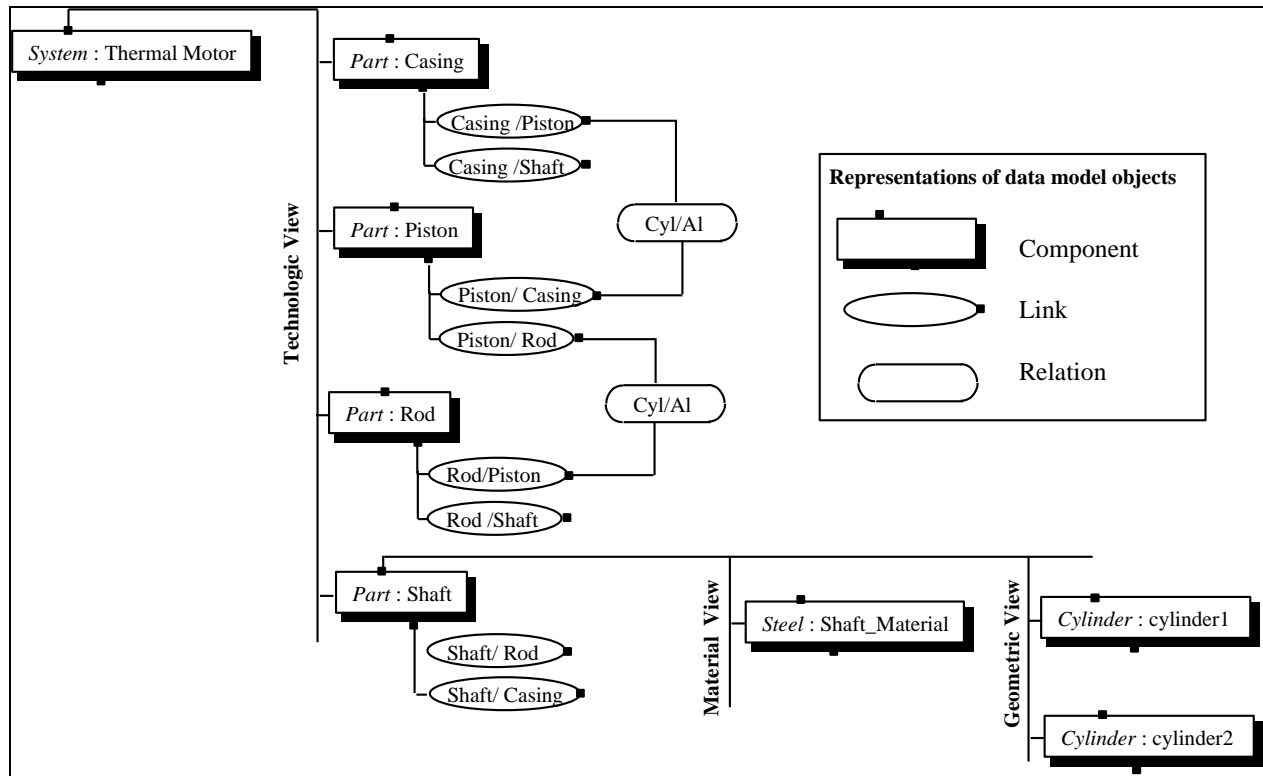 System : Thermal Motor
Part : Casing
Casing /Piston
Casing /Shaft
Cyl/Al
Part : Piston
Piston/ Casing
Piston/ Rod
Cyl/Al
Part : Rod
Rod/Piston
Rod /Shaft
Part : Shaft
Shaft/ Rod
Shaft/ Casing
Technologic View
Representations of data model objects
Component
Link
Relation
Material View
Steel : Shaft_Material
Geometric View
Cylinder : cylinder1
Cylinder : cylinder2